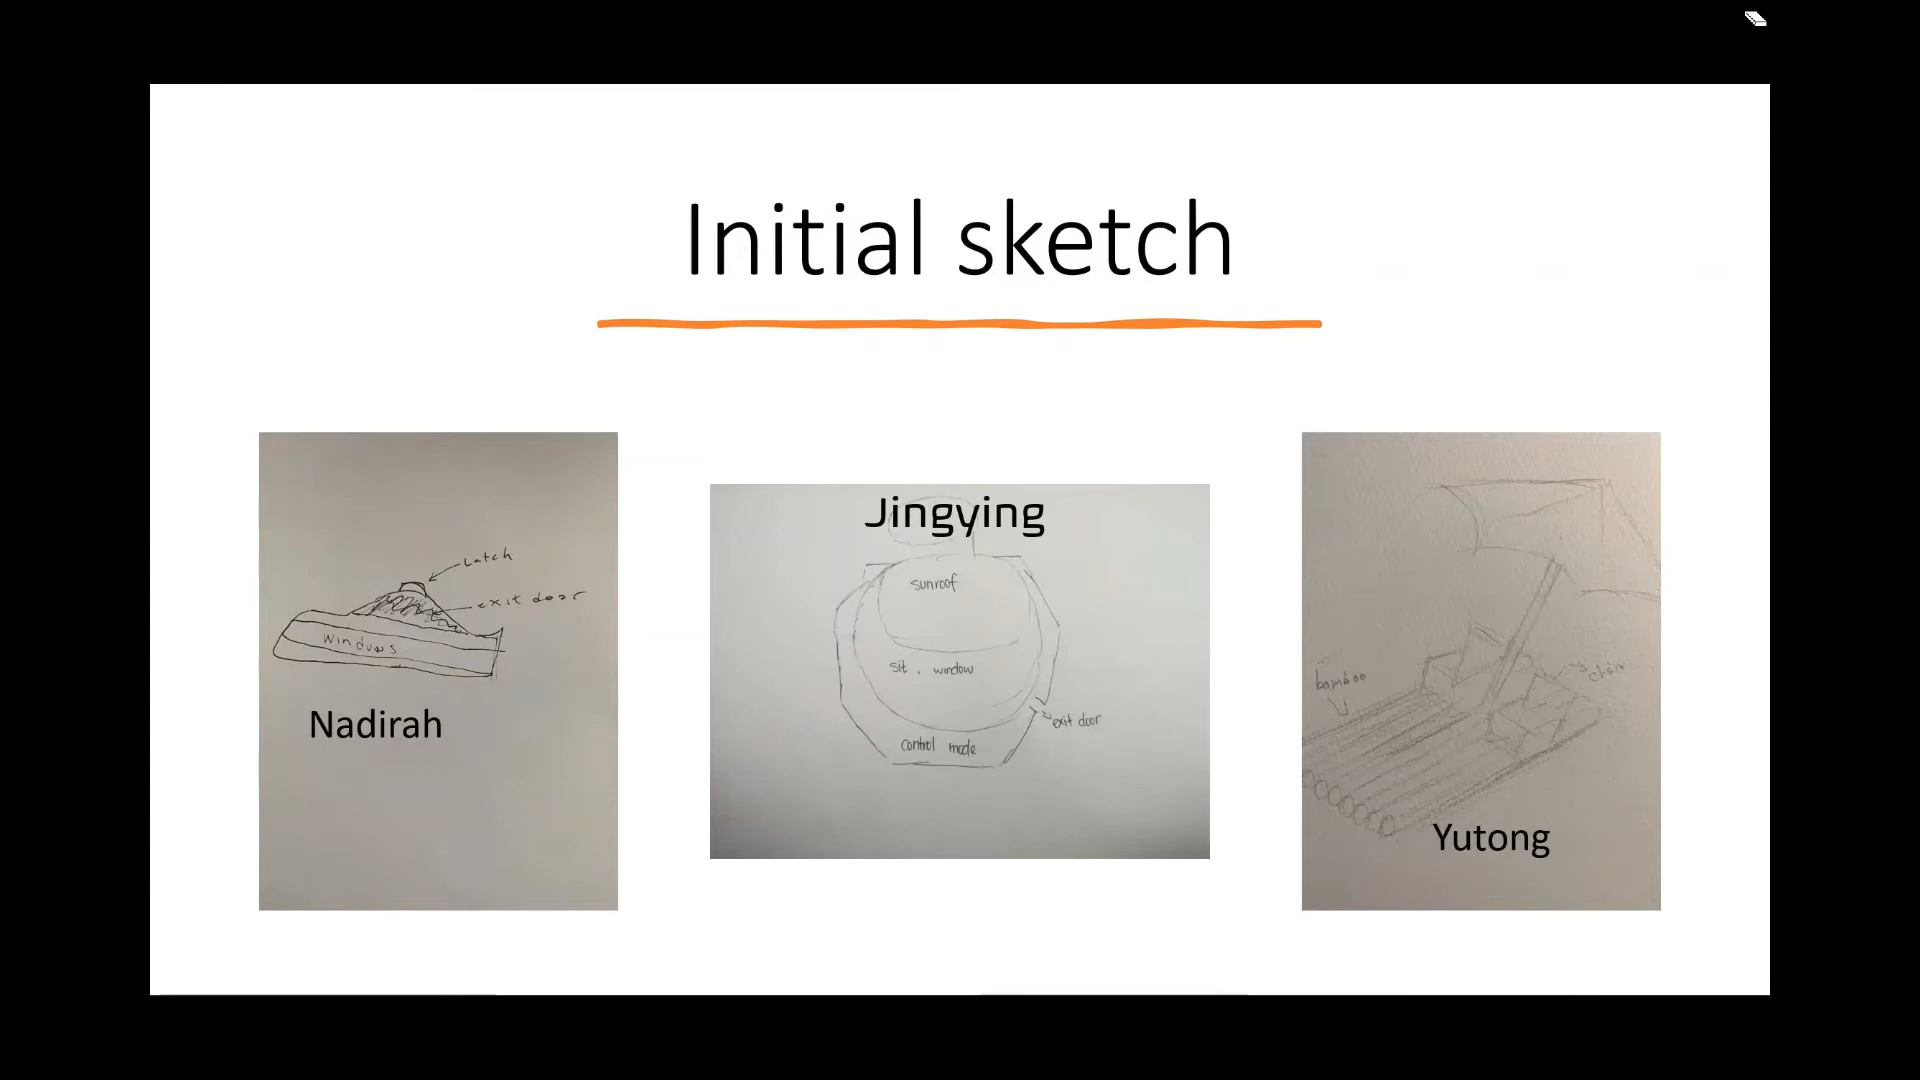 Initial sketch
Latch
exit door
windows
Nadirah
Jingying
sunroof
sit, window
exit door
control mode
bamboo
chair
Yutong